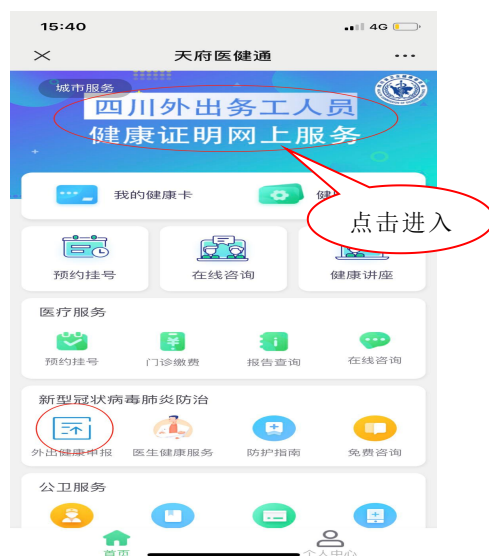 15:40 4G
天府医健通
城市服务
四川外出务工人员
健康证明网上服务
我的健康卡 健
点击进入
预约挂号 在线咨询 健康讲座
医疗服务
预约挂号 门诊缴费 报告查询 在线咨询
新型冠状病毒肺炎防治
外出健康申报 医生健康服务 防护指南 免费咨询
公卫服务
首页 个人中心